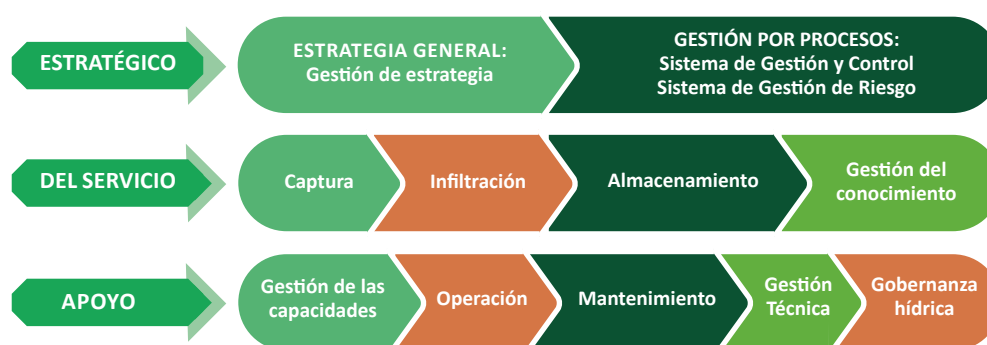 ESTRATÉGICO
ESTRATEGIA GENERAL:
Gestión de estrategia
GESTIÓN POR PROCESOS:
Sistema de Gestión y Control
Sistema de Gestión de Riesgo
DEL SERVICIO
Captura
Infiltración
Almacenamiento
Gestión del
conocimiento
APOYO
Gestión de las
capacidades
Operación
Mantenimiento
Gestión
Técnica
Gobernanza
hídrica